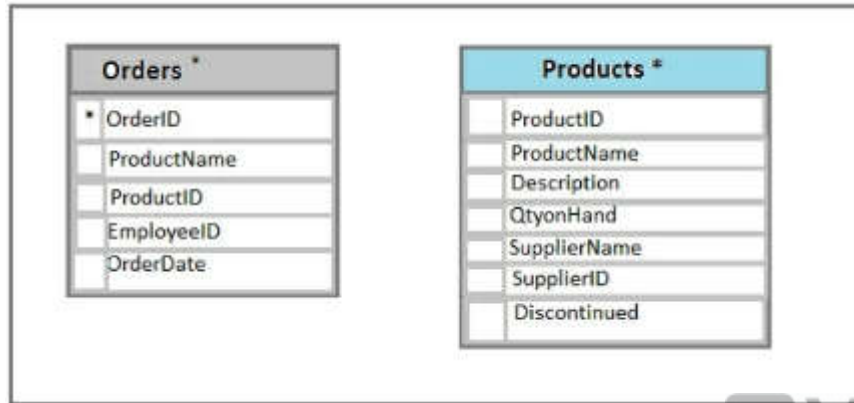 Orders *
* OrderID
ProductName
ProductID
EmployeeID
OrderDate
Products *
ProductID
ProductName
Description
QtyonHand
SupplierName
SupplierID
Discontinued